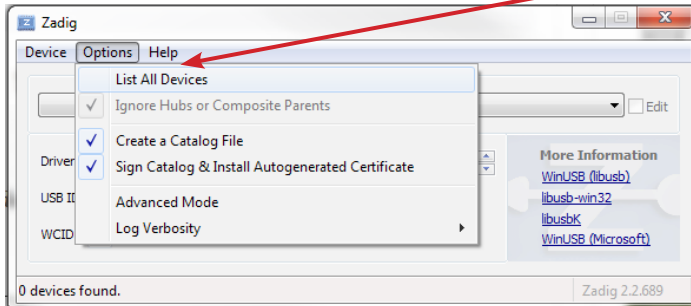 Zadig
Device Options Help
List All Devices
Ignore Hubs or Composite Parents
Edit
Create a Catalog File
Sign Catalog & Install Autogenerated Certificate
Advanced Mode
Log Verbosity
Driver
USB
WCID
More Information
WinUSB (libusb)
libusb-win32
libusbK
WinUSB (Microsoft)
0 devices found.
Zadig 2.2.689